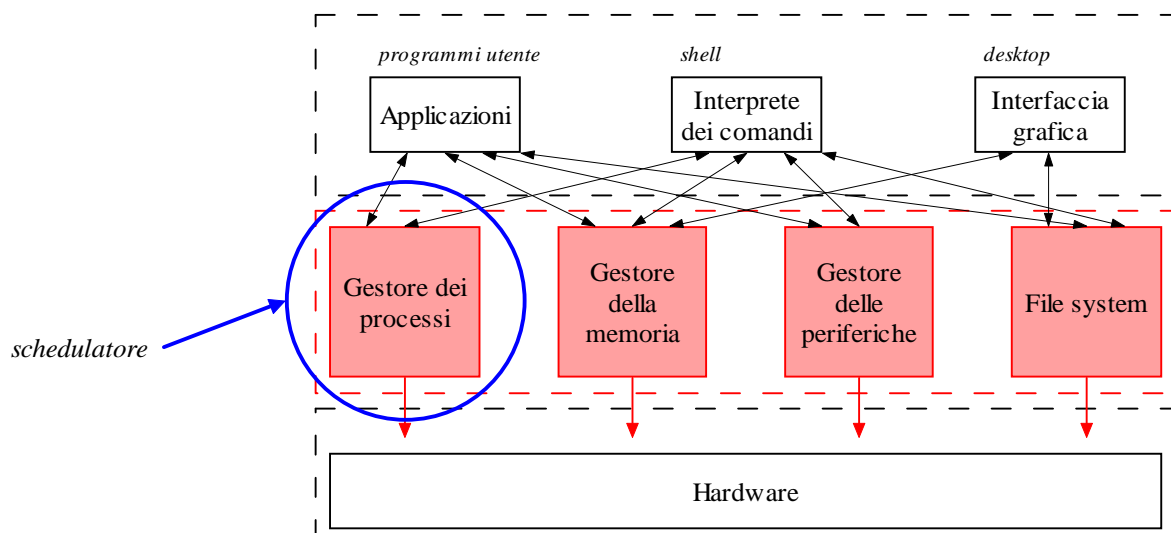 programmi utente
shell
desktop
Applicazioni
Interprete
dei comandi
Interfaccia
grafica
Gestore dei
processi
Gestore
della
memoria
Gestore
delle
periferiche
File system
schedulatore
Hardware